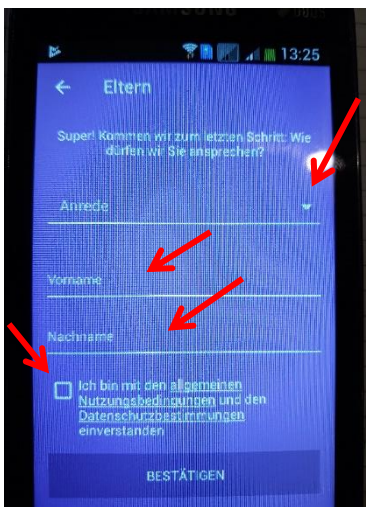 SAMSUNG
13:25
Eltern
Super! Kommen wir zum letzten Schritt: Wie
dürfen wir Sie ansprechen?
Anrede
Vorname
Nachname
Ich bin mit den allgemeinen
Nutzungsbedingungen und den
Datenschutzbestimmungen
einverstanden
BESTÄTIGEN